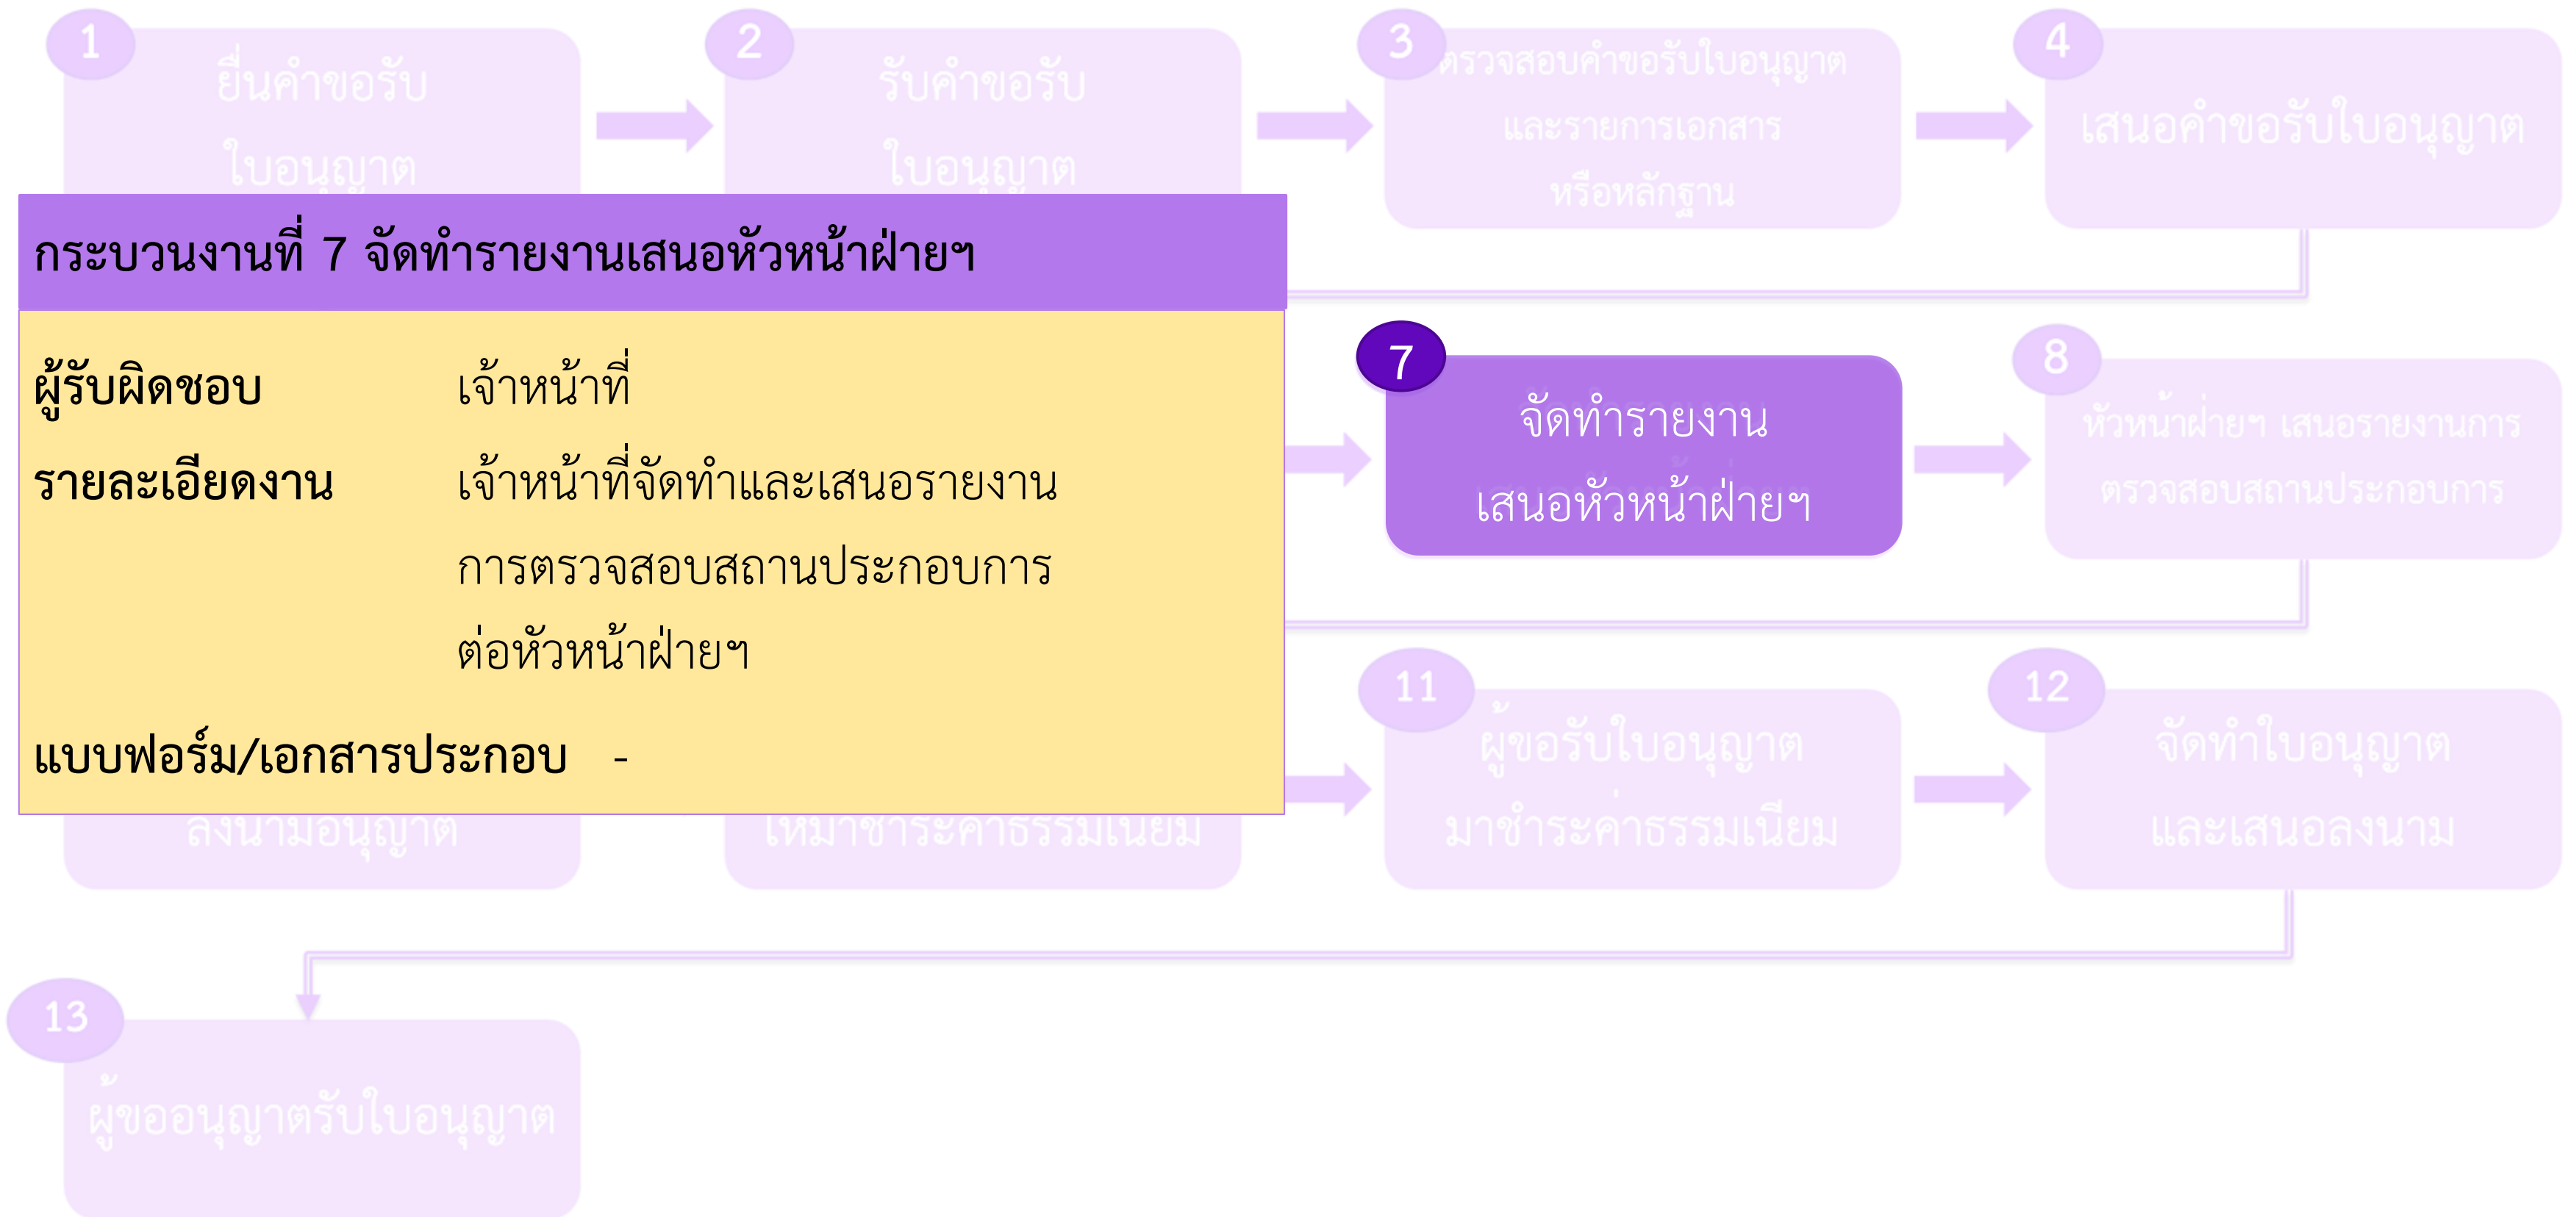 1
ยื่นคำขอรับ
ใบอนุญาต
2
รับคำขอรับ
ใบอนุญาต
3
ตรวจสอบคำขอรับใบอนุญาต
และรายการเอกสาร
หรือหลักฐาน
4
เสนอคำขอรับใบอนุญาต
กระบวนงานที่ 7 จัดทำรายงานเสนอหัวหน้าฝ่ายฯ
ผู้รับผิดชอบ เจ้าหน้าที่
รายละเอียดงาน เจ้าหน้าที่จัดทำและเสนอรายงาน
การตรวจสอบสถานประกอบการ
ต่อหัวหน้าฝ่ายฯ
แบบฟอร์ม/เอกสารประกอบ -
7
จัดทำรายงาน
เสนอหัวหน้าฝ่ายฯ
8
หัวหน้าฝ่ายฯ เสนอรายงานการ
ตรวจสอบสถานประกอบการ
ลงนามอนุญาต
ให้มาชำระค่าธรรมเนียม
11
ผู้ขอรับใบอนุญาต
มาชำระค่าธรรมเนียม
12
จัดทำใบอนุญาต
และเสนอลงนาม
13
ผู้ขออนุญาตรับใบอนุญาต